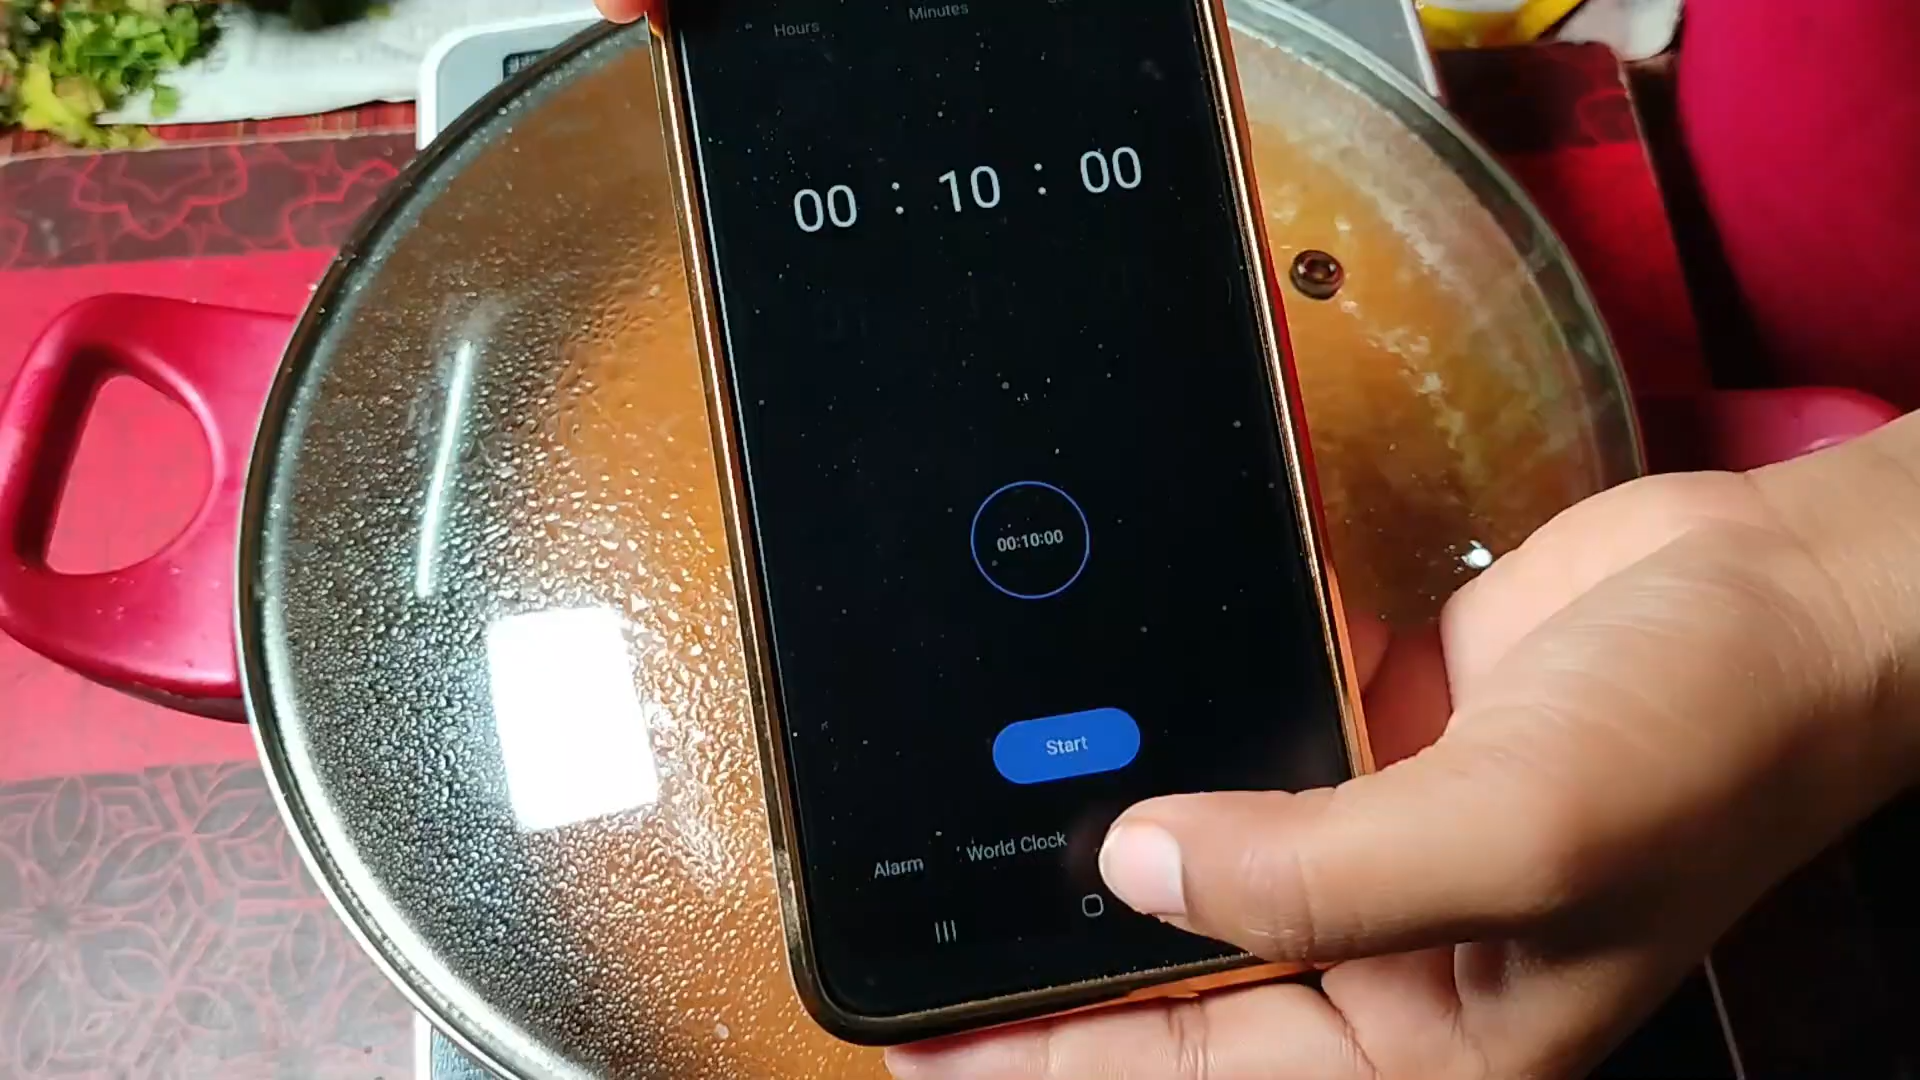 Hours Minutes
00 : 10 : 00
00:10:00
Start
Alarm World Clock